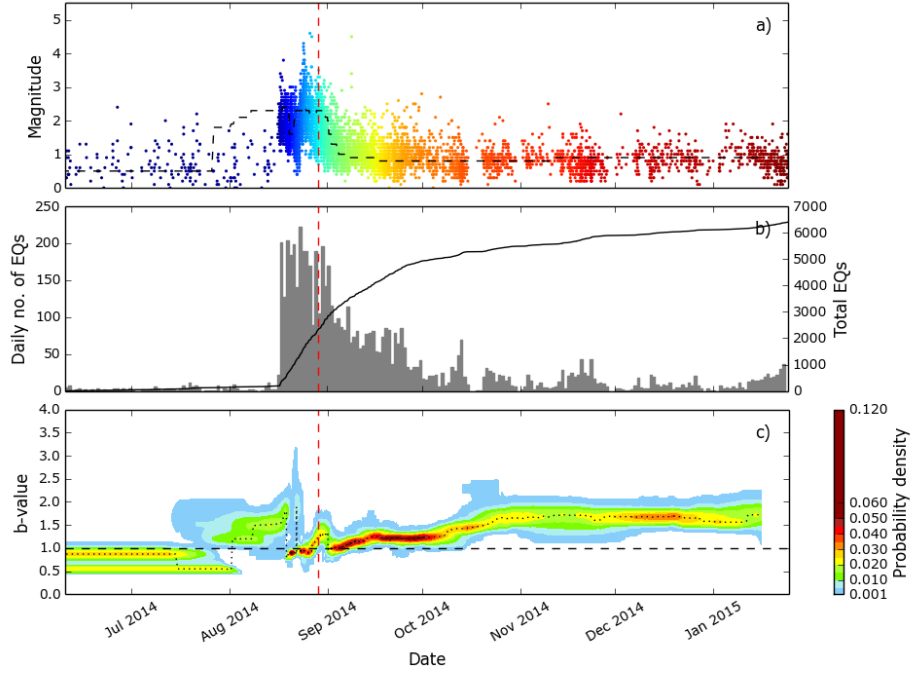 a)
Magnitude
5
4
3
2
1
0
b)
Daily no. of EQs
250
200
150
100
50
0
Total EQs
7000
6000
5000
4000
3000
2000
1000
0
c)
b-value
4.0
3.5
3.0
2.5
2.0
1.5
1.0
0.5
0.0
Jul 2014
Aug 2014
Sep 2014
Oct 2014
Nov 2014
Dec 2014
Jan 2015
Date
0.120
0.060
0.050
0.040
0.030
0.020
0.010
0.001
Probability density